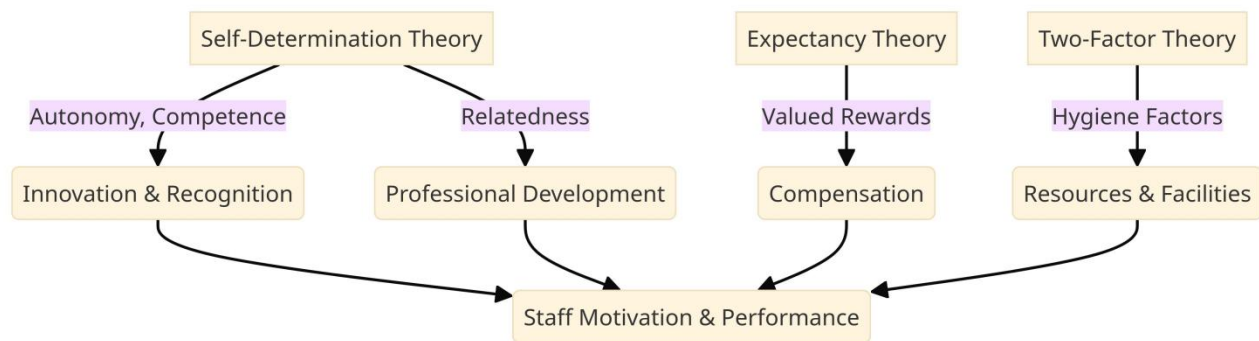 Self-Determination Theory
Expectancy Theory
Two-Factor Theory
Autonomy, Competence
Relatedness
Valued Rewards
Hygiene Factors
Innovation & Recognition
Professional Development
Compensation
Resources & Facilities
Staff Motivation & Performance